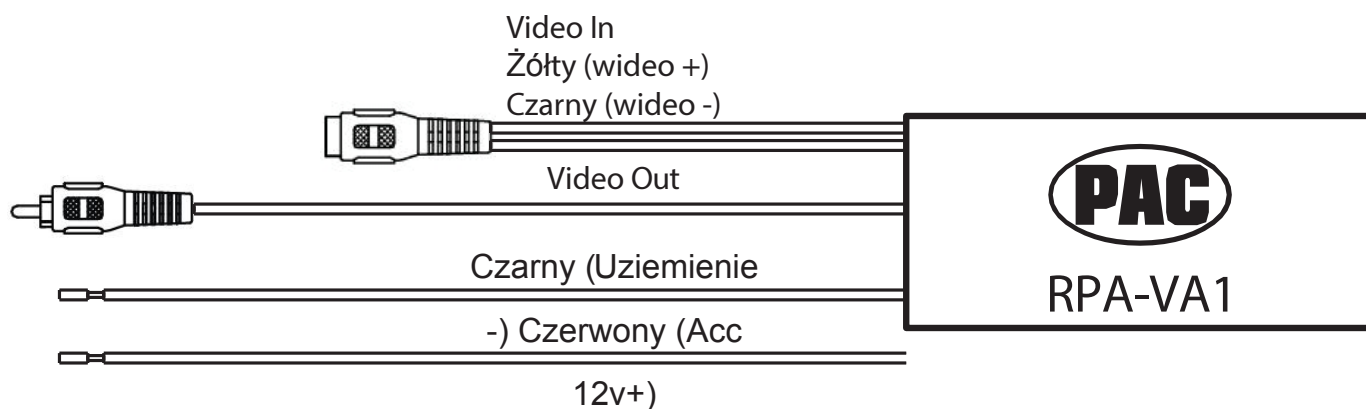 Video In
Żółty (wideo +)
Czarny (wideo -)
Video Out
Czarny (Uziemienie
-) Czerwony (Acc
12v+)
PAC
RPA-VA1